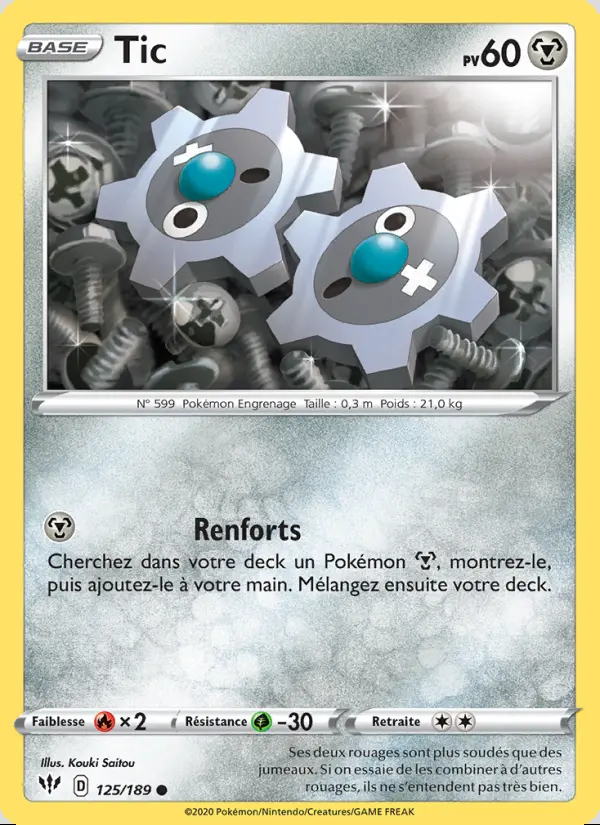 BASE Tic PV 60
N° 599 Pokémon Engrenage Taille : 0,3 m Poids : 21,0 kg
Renforts
Cherchez dans votre deck un Pokémon , montrez-le,
puis ajoutez-le à votre main. Mélangez ensuite votre deck.
Faiblesse ×2 Résistance -30 Retraite
Illus. Kouki Saitou
D 125/189
Ses deux rouages sont plus soudés que des
jumeaux. Si on essaie de les combiner à d'autres
rouages, ils ne s'entendent pas très bien.
©2020 Pokémon/Nintendo/Creatures/GAME FREAK